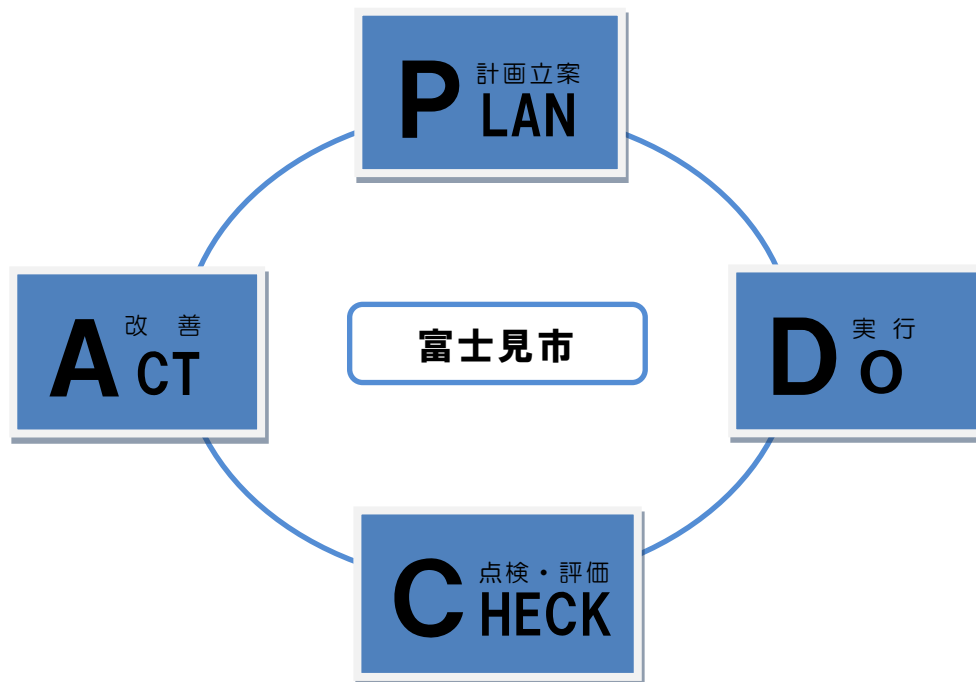 計画立案
PLAN
改 善
ACT
富士見市
実 行
DO
点検・評価
CHECK